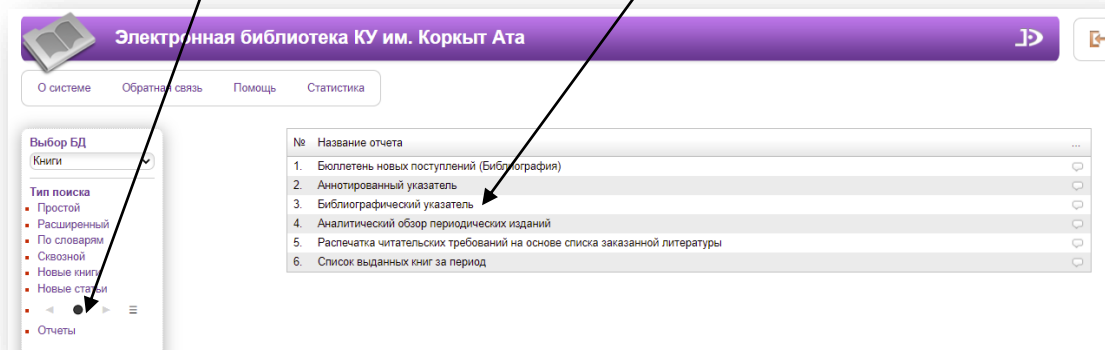 Электронная библиотека КУ им. Коркыт Ата
О системе Обратная связь Помощь Статистика
Выбор БД
Книги
Тип поиска
Простой
Расширенный
По словарям
Сквозной
Новые книги
Новые статьи
Отчеты
№ Название отчета ...
1. Бюллетень новых поступлений (Библиография)
2. Аннотированный указатель
3. Библиографический указатель
4. Аналитический обзор периодических изданий
5. Распечатка читательских требований на основе списка заказанной литературы
6. Список выданных книг за период